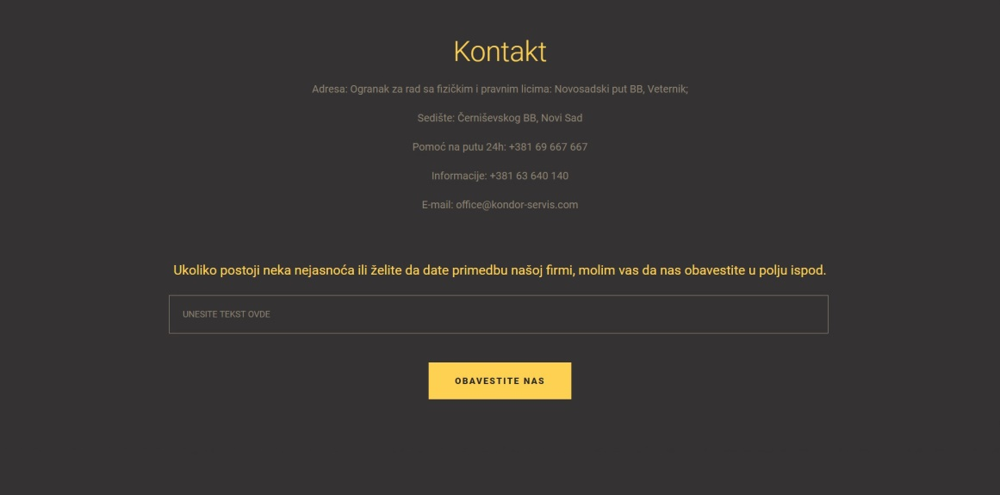 Kontakt
Adresa: Ogranak za rad sa fizičkim i pravnim licima: Novosadski put BB, Veternik;
Sedište: Černiševskog BB, Novi Sad
Pomoć na putu 24h: +381 69 667 667
Informacije: +381 63 640 140
E-mail: office@kondor-servis.com
Ukoliko postoji neka nejasnoća ili želite da date primedbu našoj firmi, molim vas da nas obavestite u polju ispod.
UNESITE TEKST OVDE
OBAVESTITE NAS